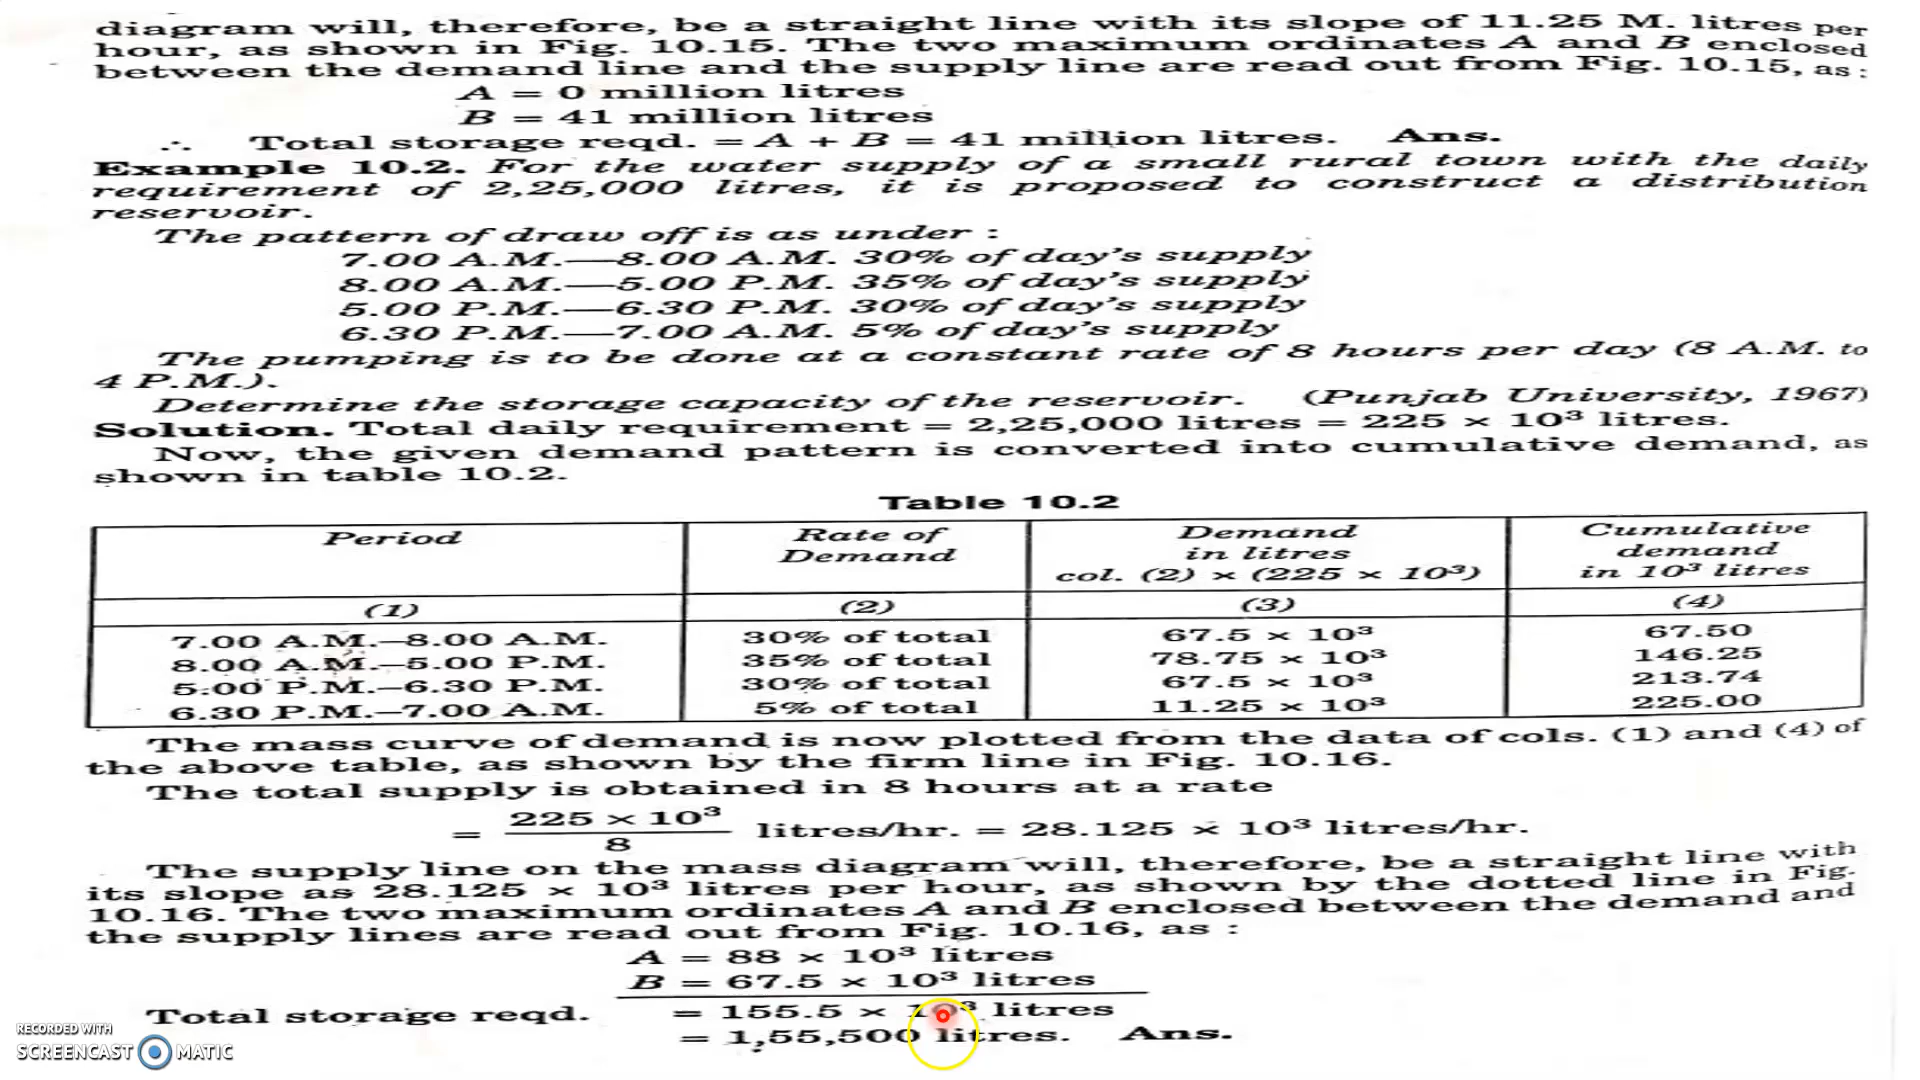 diagram will, therefore, be a straight line with its slope of 11.25 M. litres per
hour, as shown in Fig. 10.15. The two maximum ordinates A and B enclosed
between the demand line and the supply line are read out from Fig. 10.15, as :
A = 0 million litres
B = 41 million litres
∴ Total storage reqd. = A + B = 41 million litres. Ans.
Example 10.2. For the water supply of a small rural town with the daily
requirement of 2,25,000 litres, it is proposed to construct a distribution
reservoir.
The pattern of draw off is as under :
7.00 A.M.—8.00 A.M. 30% of day's supply
8.00 A.M.—5.00 P.M. 35% of day's supply
5.00 P.M.—6.30 P.M. 30% of day's supply
6.30 P.M.—7.00 A.M. 5% of day's supply
The pumping is to be done at a constant rate of 8 hours per day (8 A.M. to
4 P.M.).
Determine the storage capacity of the reservoir. (Punjab University, 1967)
Solution. Total daily requirement = 2,25,000 litres = 225 × 10³ litres.
Now, the given demand pattern is converted into cumulative demand, as
shown in table 10.2.
Table 10.2
Period Rate of Demand Demand in litres col. (2) × (225 × 10³) Cumulative demand in 10³ litres
(1) (2) (3) (4)
7.00 A.M.–8.00 A.M. 30% of total 67.5 × 10³ 67.50
8.00 A.M.–5.00 P.M. 35% of total 78.75 × 10³ 146.25
5.00 P.M.–6.30 P.M. 30% of total 67.5 × 10³ 213.74
6.30 P.M.–7.00 A.M. 5% of total 11.25 × 10³ 225.00
The mass curve of demand is now plotted from the data of cols. (1) and (4) of
the above table, as shown by the firm line in Fig. 10.16.
The total supply is obtained in 8 hours at a rate
= 225 × 10³ / 8 litres/hr. = 28.125 × 10³ litres/hr.
The supply line on the mass diagram will, therefore, be a straight line with
its slope as 28.125 × 10³ litres per hour, as shown by the dotted line in Fig.
10.16. The two maximum ordinates A and B enclosed between the demand and
the supply lines are read out from Fig. 10.16, as :
A = 88 × 10³ litres
B = 67.5 × 10³ litres
Total storage reqd. = 155.5 × 10³ litres
= 1,55,500 litres. Ans.
RECORDED WITH
SCREENCAST MATIC